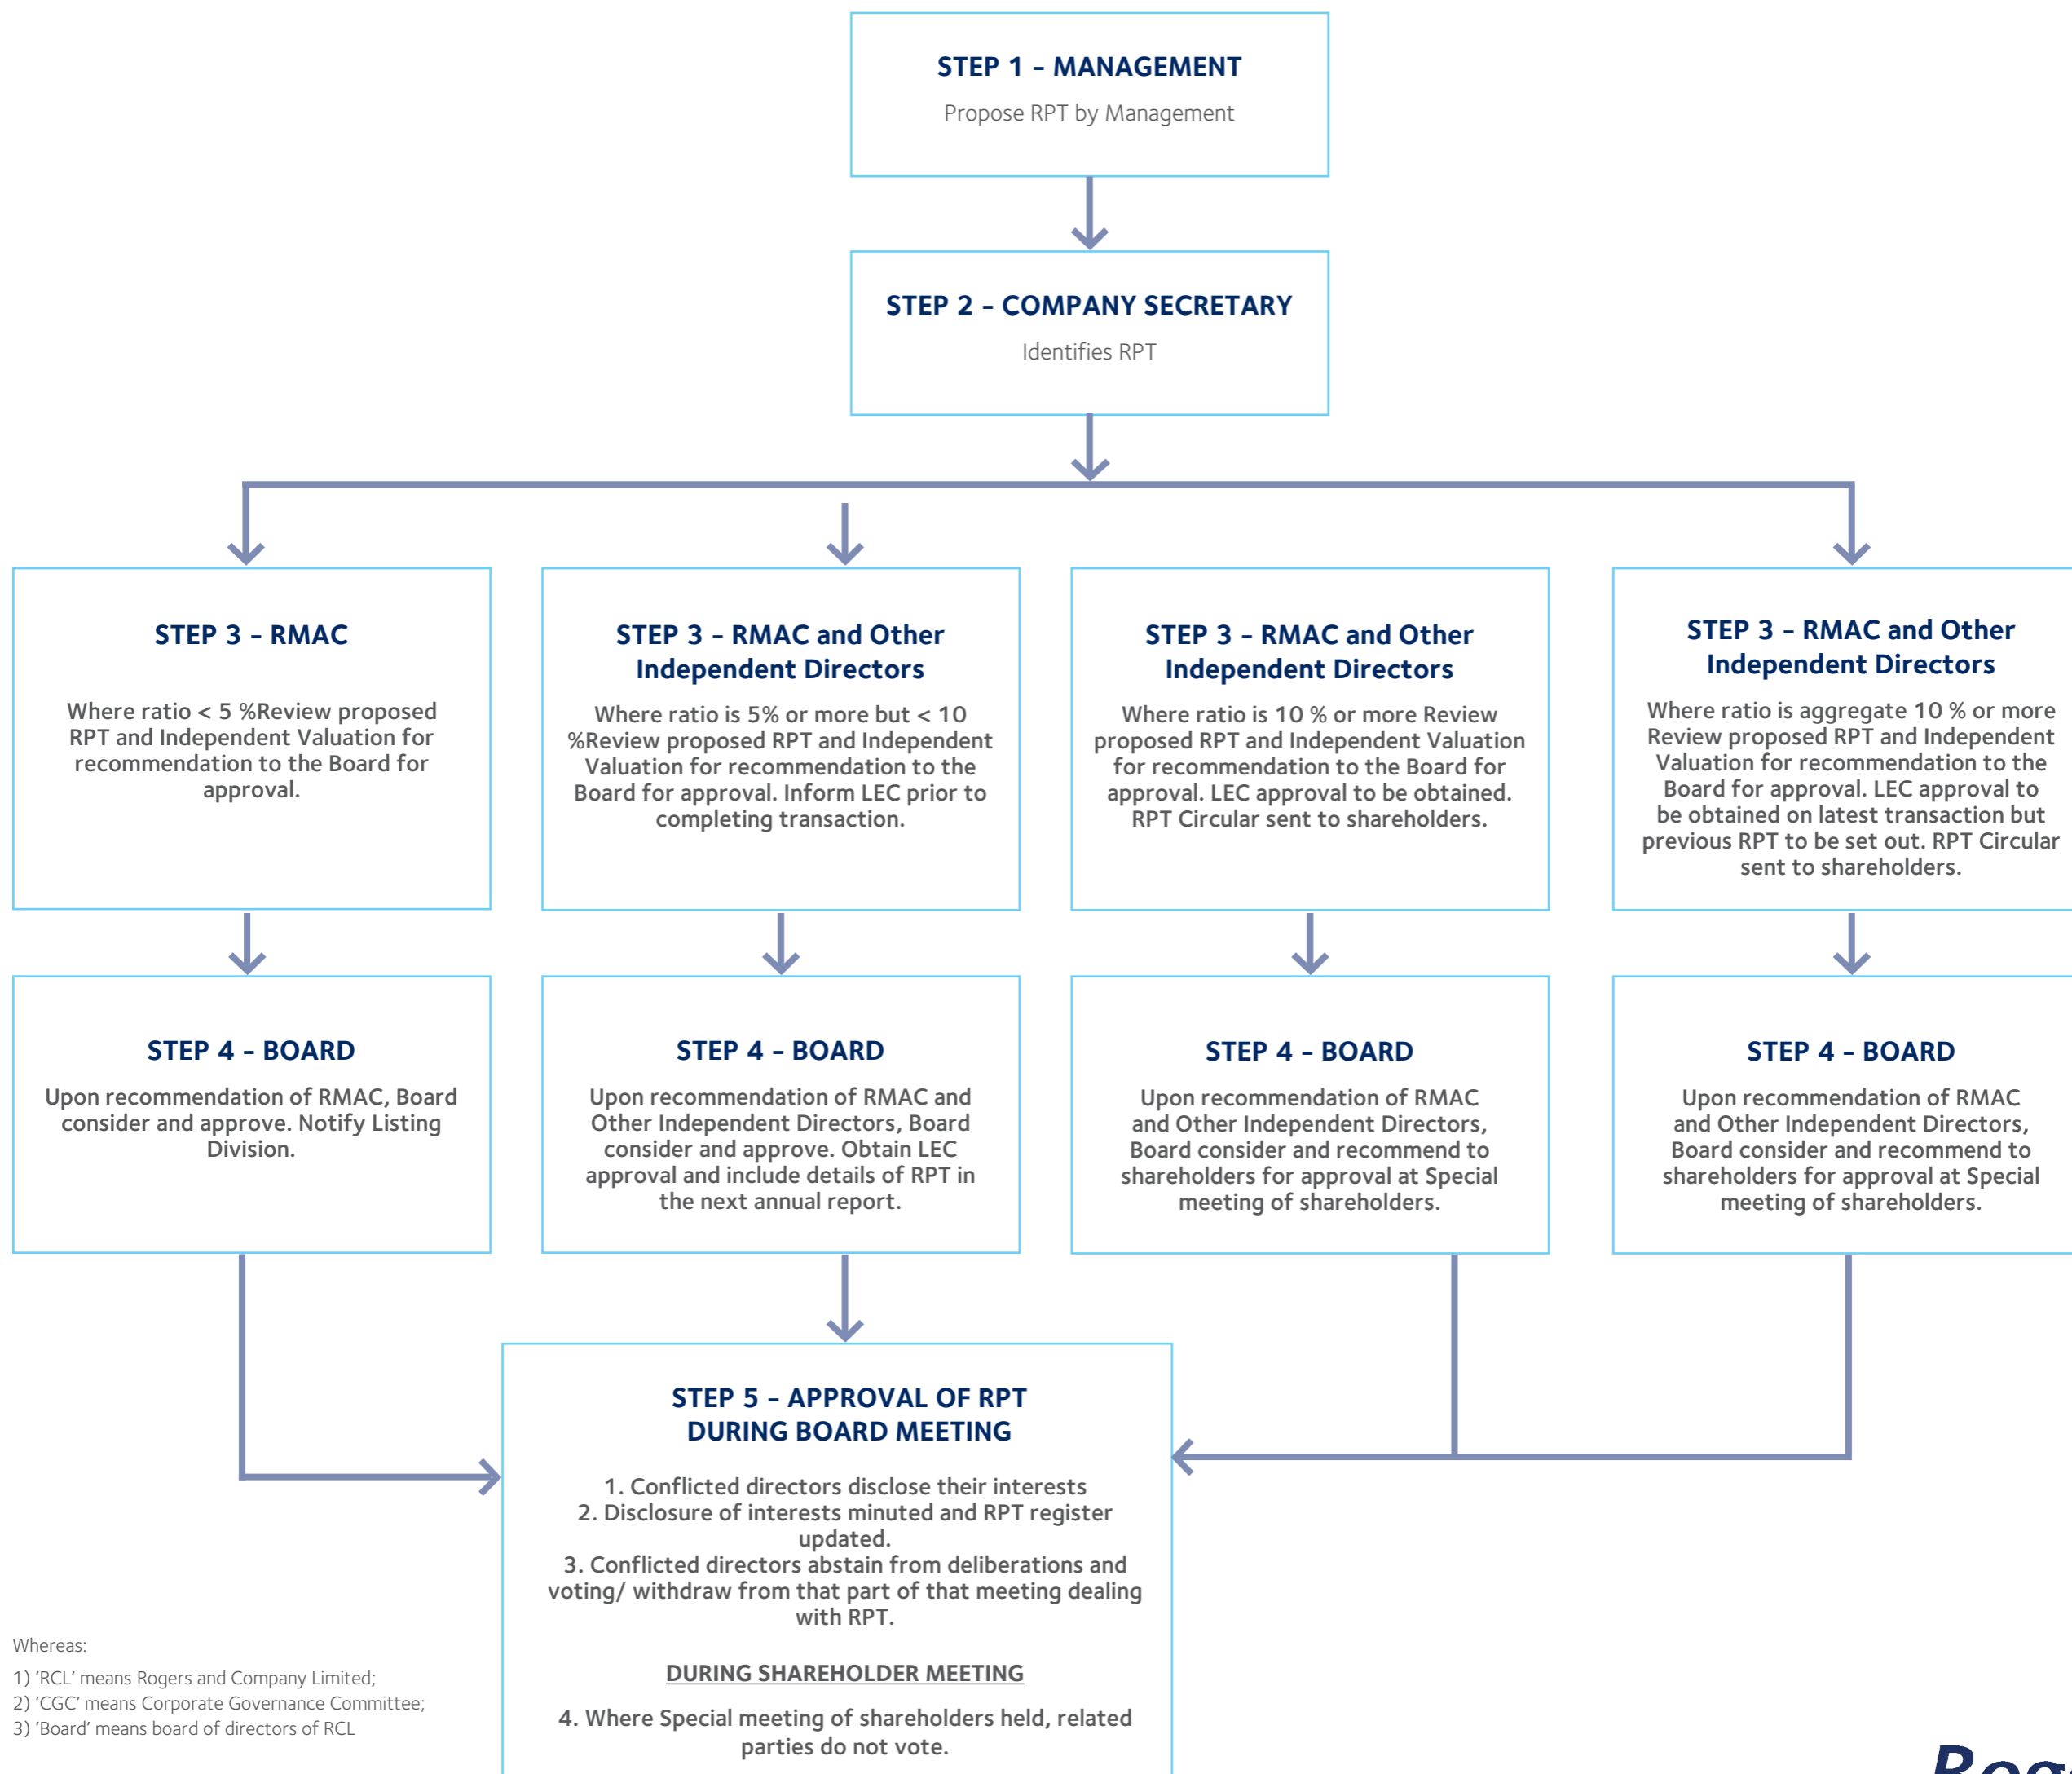 STEP 1 – MANAGEMENT
Propose RPT by Management
STEP 2 – COMPANY SECRETARY
Identifies RPT
STEP 3 – RMAC
Where ratio < 5 %Review proposed
RPT and Independent Valuation for
recommendation to the Board for
approval.
STEP 3 – RMAC and Other
Independent Directors
Where ratio is 5% or more but < 10
%Review proposed RPT and Independent
Valuation for recommendation to the
Board for approval. Inform LEC prior to
completing transaction.
STEP 3 – RMAC and Other
Independent Directors
Where ratio is 10 % or more Review
proposed RPT and Independent Valuation
for recommendation to the Board for
approval. LEC approval to be obtained.
RPT Circular sent to shareholders.
STEP 3 – RMAC and Other
Independent Directors
Where ratio is aggregate 10 % or more
Review proposed RPT and Independent
Valuation for recommendation to the
Board for approval. LEC approval to
be obtained on latest transaction but
previous RPT to be set out. RPT Circular
sent to shareholders.
STEP 4 – BOARD
Upon recommendation of RMAC, Board
consider and approve. Notify Listing
Division.
STEP 4 – BOARD
Upon recommendation of RMAC and
Other Independent Directors, Board
consider and approve. Obtain LEC
approval and include details of RPT in
the next annual report.
STEP 4 – BOARD
Upon recommendation of RMAC
and Other Independent Directors,
Board consider and recommend to
shareholders for approval at Special
meeting of shareholders.
STEP 4 – BOARD
Upon recommendation of RMAC
and Other Independent Directors,
Board consider and recommend to
shareholders for approval at Special
meeting of shareholders.
STEP 5 – APPROVAL OF RPT
DURING BOARD MEETING
1. Conflicted directors disclose their interests
2. Disclosure of interests minuted and RPT register
updated.
3. Conflicted directors abstain from deliberations and
voting/ withdraw from that part of that meeting dealing
with RPT.
DURING SHAREHOLDER MEETING
4. Where Special meeting of shareholders held, related
parties do not vote.
Whereas:
1) ‘RCL’ means Rogers and Company Limited;
2) ‘CGC’ means Corporate Governance Committee;
3) ‘Board’ means board of directors of RCL